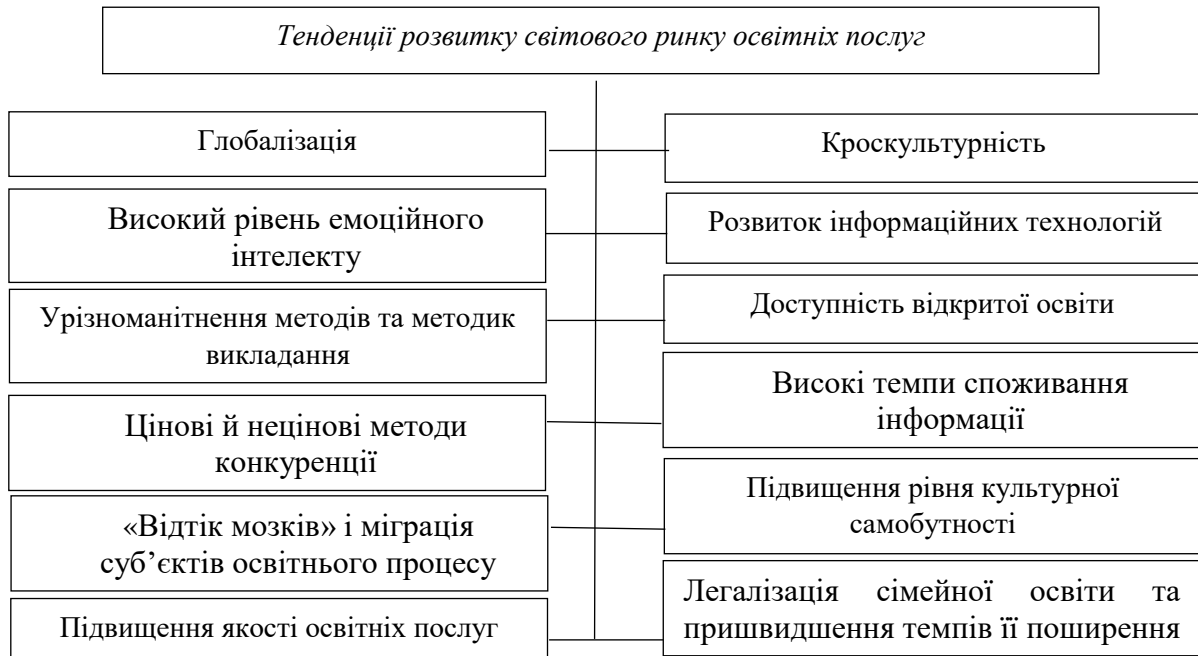 Тенденції розвитку світового ринку освітніх послуг
Глобалізація
Кроскультурність
Високий рівень емоційного
інтелекту
Розвиток інформаційних технологій
Урізноманітнення методів та методик
викладання
Доступність відкритої освіти
Цінові й нецінові методи
конкуренції
Високі темпи споживання
інформації
«Відтік мозків» і міграція
суб’єктів освітнього процесу
Підвищення рівня культурної
самобутності
Підвищення якості освітніх послуг
Легалізація сімейної освіти та
пришвидшення темпів її поширення